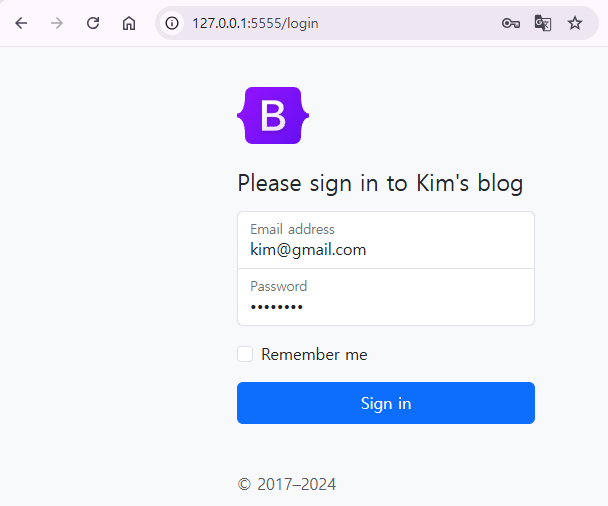 127.0.0.1:5555/login
B
Please sign in to Kim's blog
Email address
kim@gmail.com
Password
••••••••
Remember me
Sign in
© 2017–2024